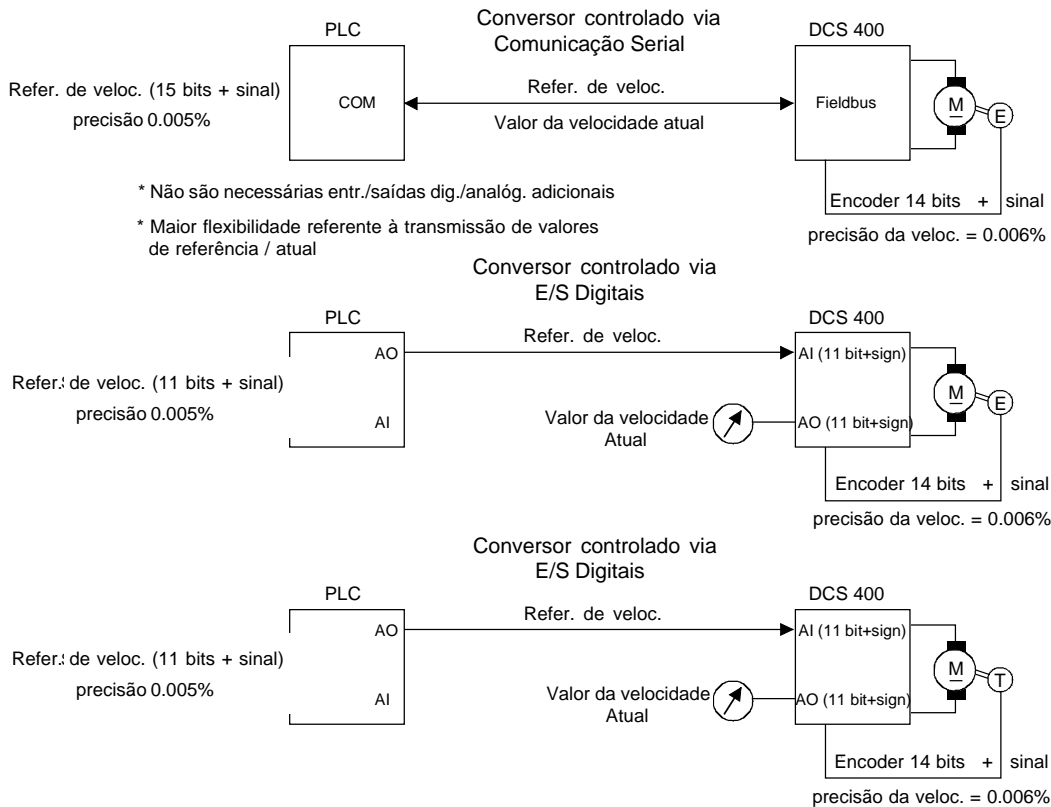 Conversor controlado via
Comunicação Serial
PLC
DCS 400
Refer. de veloc. (15 bits + sinal)
precisão 0.005%
COM
Refer. de veloc.
Valor da velocidade atual
Fieldbus
M
E
* Não são necessárias entr./saídas dig./analóg. adicionais
* Maior flexibilidade referente à transmissão de valores
de referência / atual
Encoder 14 bits + sinal
precisão da veloc. = 0.006%
Conversor controlado via
E/S Digitais
PLC
DCS 400
AO
Refer. de veloc.
AI (11 bit+sign)
Refer. de veloc. (11 bits + sinal)
precisão 0.005%
AI
Valor da velocidade
Atual
AO (11 bit+sign)
M
E
Encoder 14 bits + sinal
precisão da veloc. = 0.006%
Conversor controlado via
E/S Digitais
PLC
DCS 400
AO
Refer. de veloc.
AI (11 bit+sign)
Refer. de veloc. (11 bits + sinal)
precisão 0.005%
AI
Valor da velocidade
Atual
AO (11 bit+sign)
M
T
Encoder 14 bits + sinal
precisão da veloc. = 0.006%